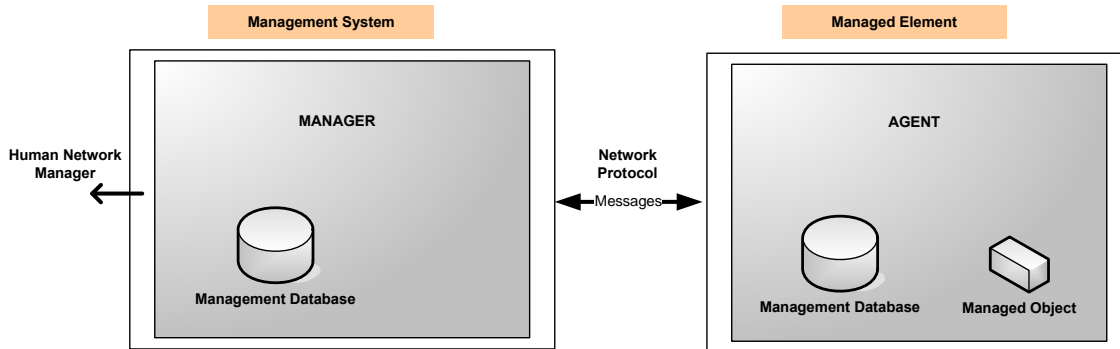 Management System
Managed Element
MANAGER
AGENT
Human Network
Manager
Network
Protocol
Messages
Management Database
Management Database
Managed Object